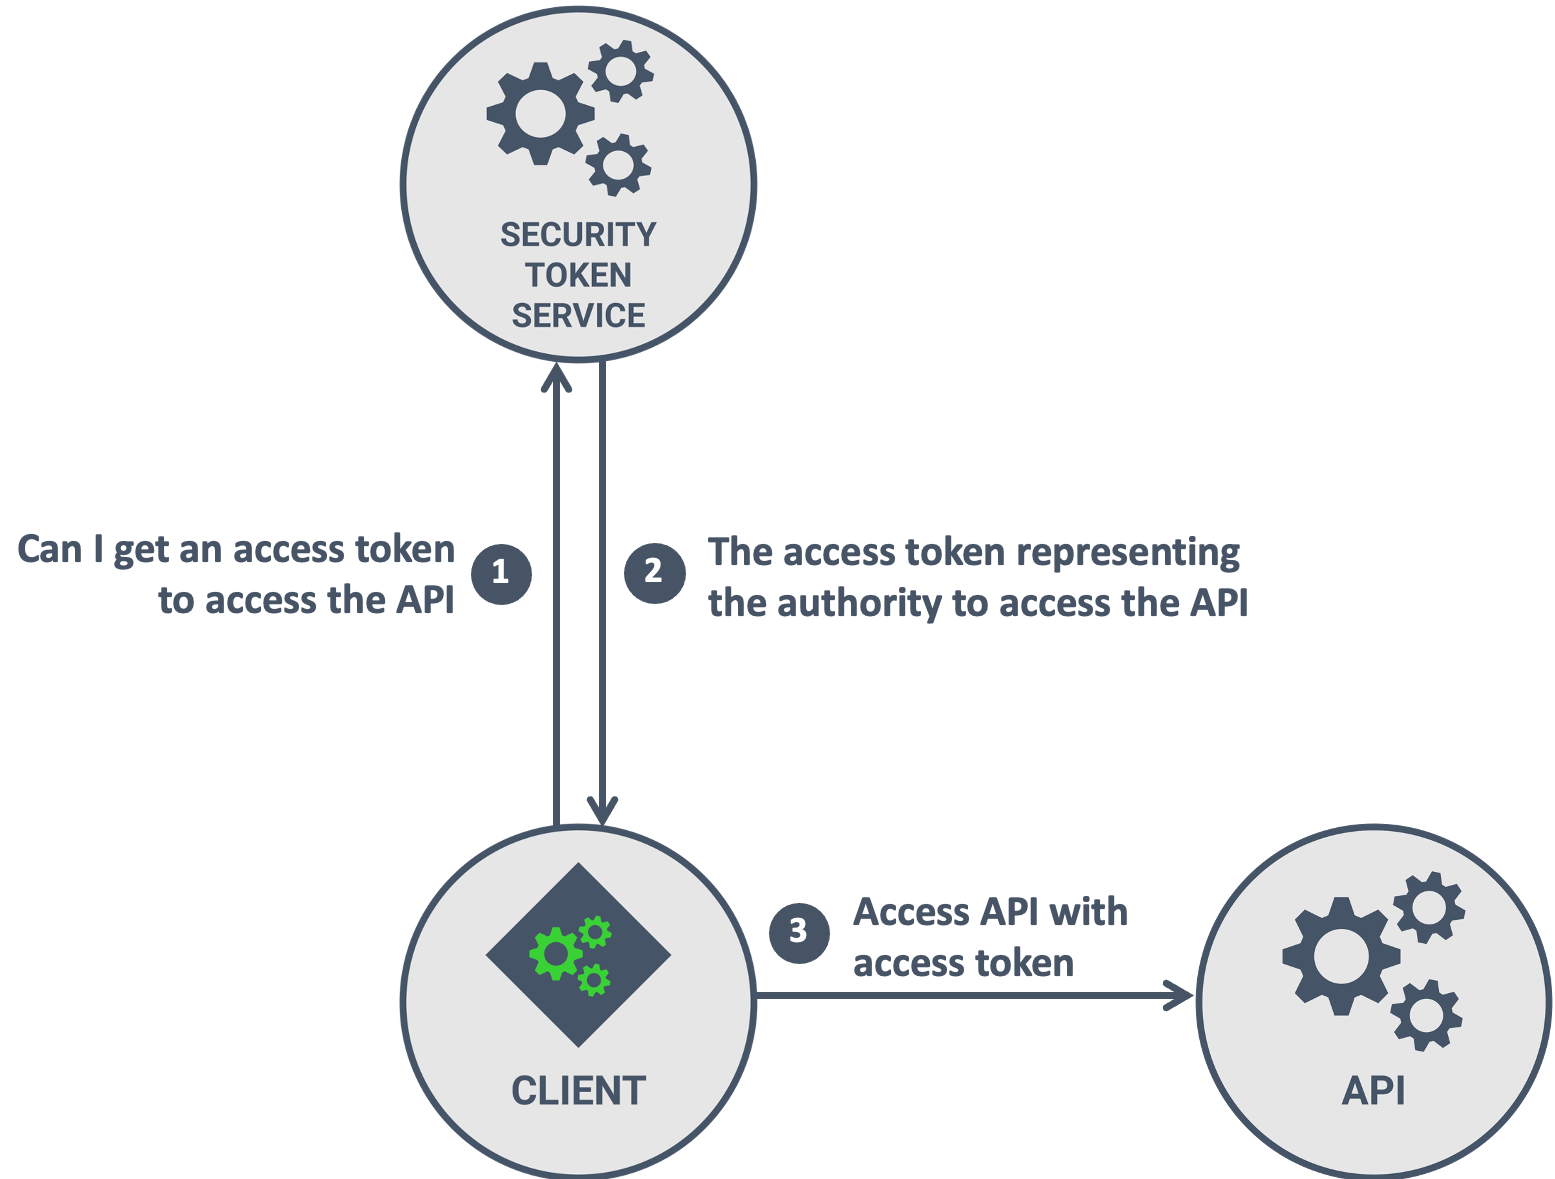 SECURITY
TOKEN
SERVICE
Can I get an access token
to access the API
1
2
The access token representing
the authority to access the API
3
Access API with
access token
CLIENT
API